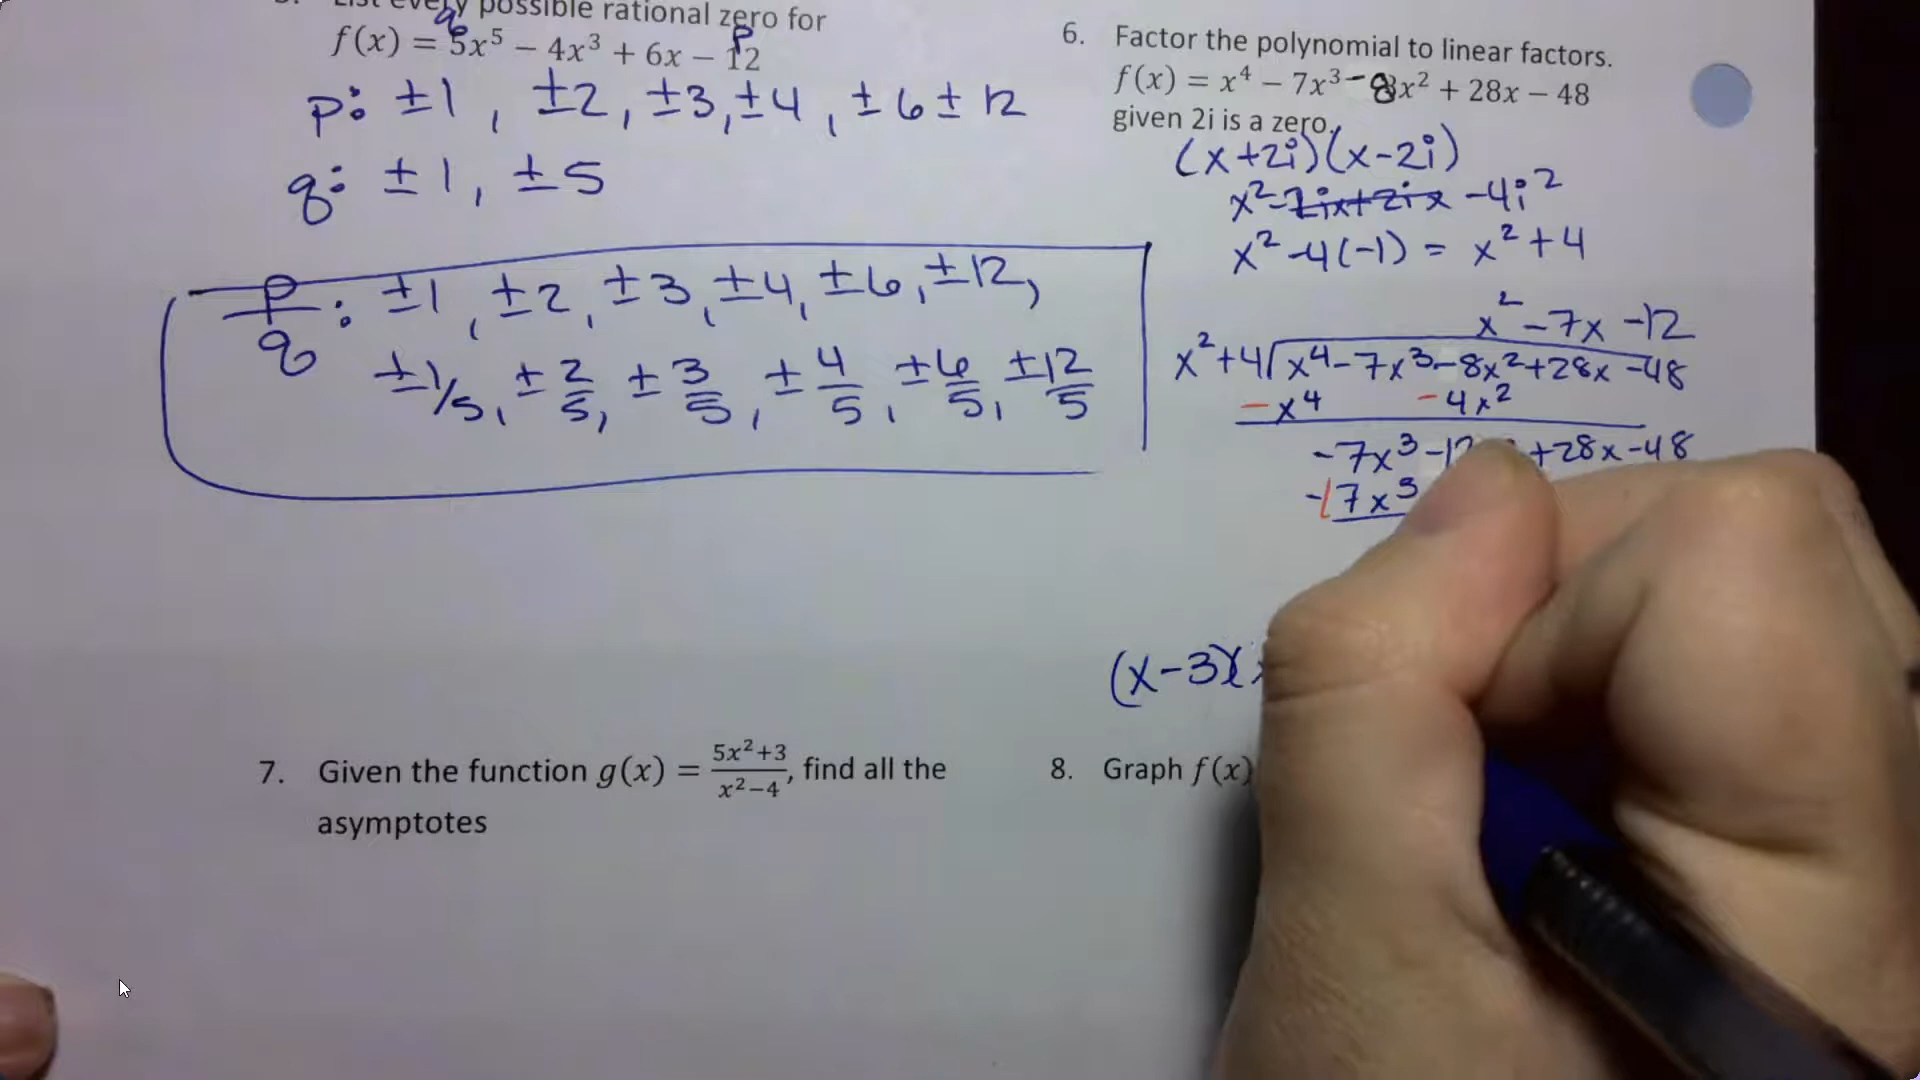 List every possible rational zero for
q p
f(x) = 5x⁵ − 4x³ + 6x − 12
p: ±1, ±2, ±3, ±4, ±6 ±12
q: ±1, ±5
p/q: ±1, ±2, ±3, ±4, ±6, ±12,
±1/5, ±2/5, ±3/5, ±4/5, ±6/5, ±12/5
6. Factor the polynomial to linear factors.
f(x) = x⁴ − 7x³ − 8x² + 28x − 48
given 2i is a zero.
(x+2i)(x-2i)
x²-2ix+2ix -4i²
x² -4(-1) = x²+4
x² -7x -12
x²+4 x⁴-7x³-8x²+28x-48
-x⁴ -4x²
-7x³-12 +28x-48
-(7x³
(x-3)(
7. Given the function g(x) = 5x²+3/x²−4, find all the
asymptotes
8. Graph f(x)